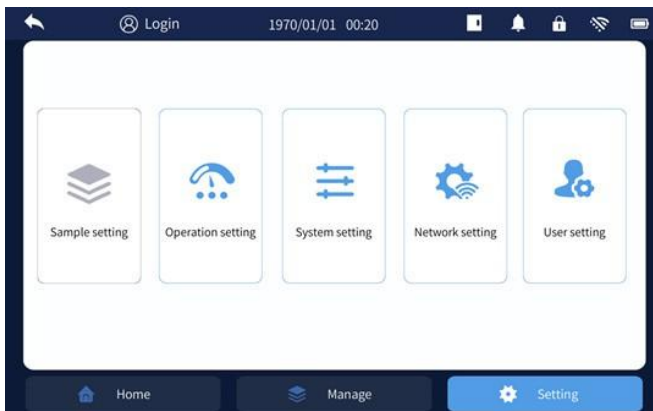 Login 1970/01/01 00:20
Sample setting
Operation setting
System setting
Network setting
User setting
Home
Manage
Setting